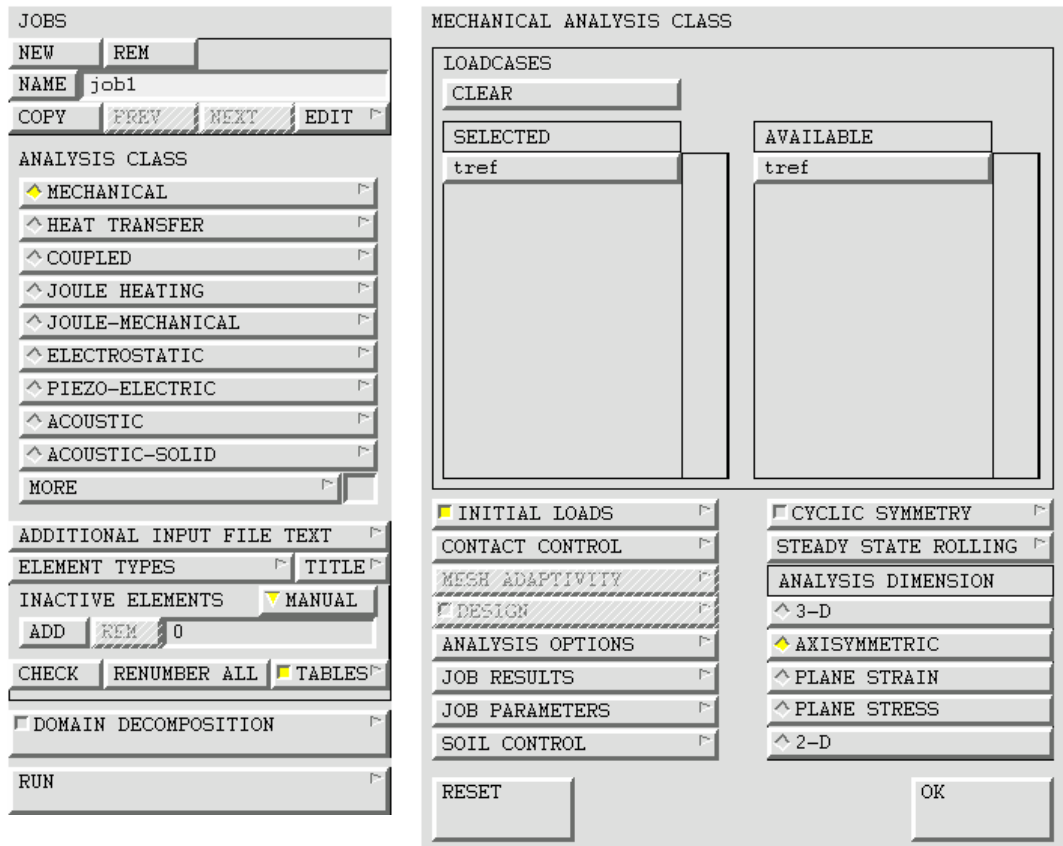 JOBS
NEW REM
NAME job1
COPY PREV NEXT EDIT
ANALYSIS CLASS
MECHANICAL
HEAT TRANSFER
COUPLED
JOULE HEATING
JOULE-MECHANICAL
ELECTROSTATIC
PIEZO-ELECTRIC
ACOUSTIC
ACOUSTIC-SOLID
MORE
ADDITIONAL INPUT FILE TEXT
ELEMENT TYPES TITLE
INACTIVE ELEMENTS MANUAL
ADD REM 0
CHECK RENUMBER ALL TABLES
DOMAIN DECOMPOSITION
RUN
MECHANICAL ANALYSIS CLASS
LOADCASES
CLEAR
SELECTED AVAILABLE
tref tref
INITIAL LOADS
CONTACT CONTROL
MESH ADAPTIVITY
DESIGN
ANALYSIS OPTIONS
JOB RESULTS
JOB PARAMETERS
SOIL CONTROL
CYCLIC SYMMETRY
STEADY STATE ROLLING
ANALYSIS DIMENSION
3-D
AXISYMMETRIC
PLANE STRAIN
PLANE STRESS
2-D
RESET OK